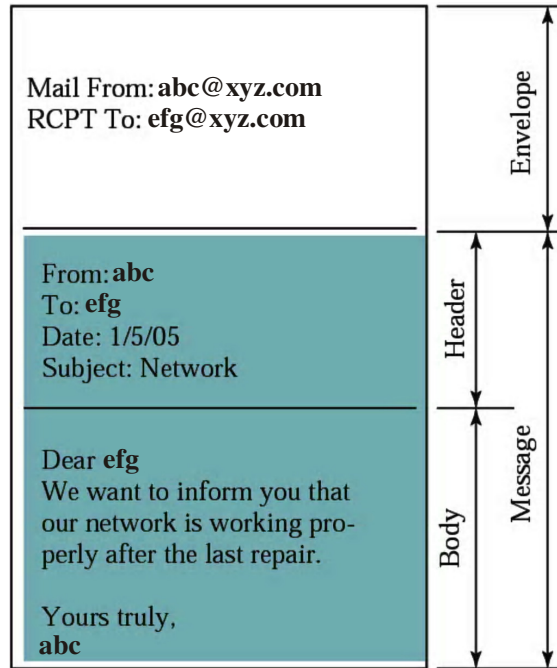 Mail From: abc@xyz.com
RCPT To: efg@xyz.com
Envelope
From: abc
To: efg
Date: 1/5/05
Subject: Network
Header
Dear efg
We want to inform you that
our network is working pro-
perly after the last repair.
Yours truly,
abc
Body
Message